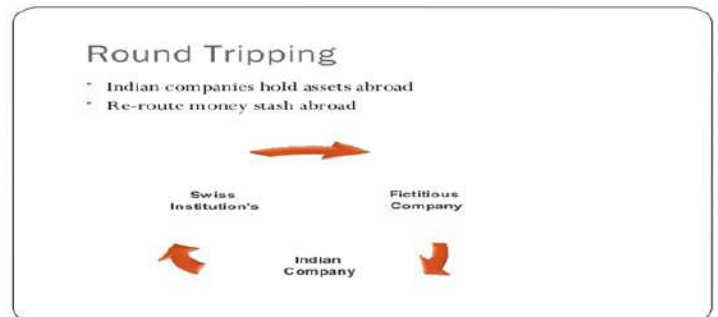 Round Tripping
- Indian companies hold assets abroad
- Re-route money stash abroad
Swiss
Institution's
Fictitious
Company
Indian
Company